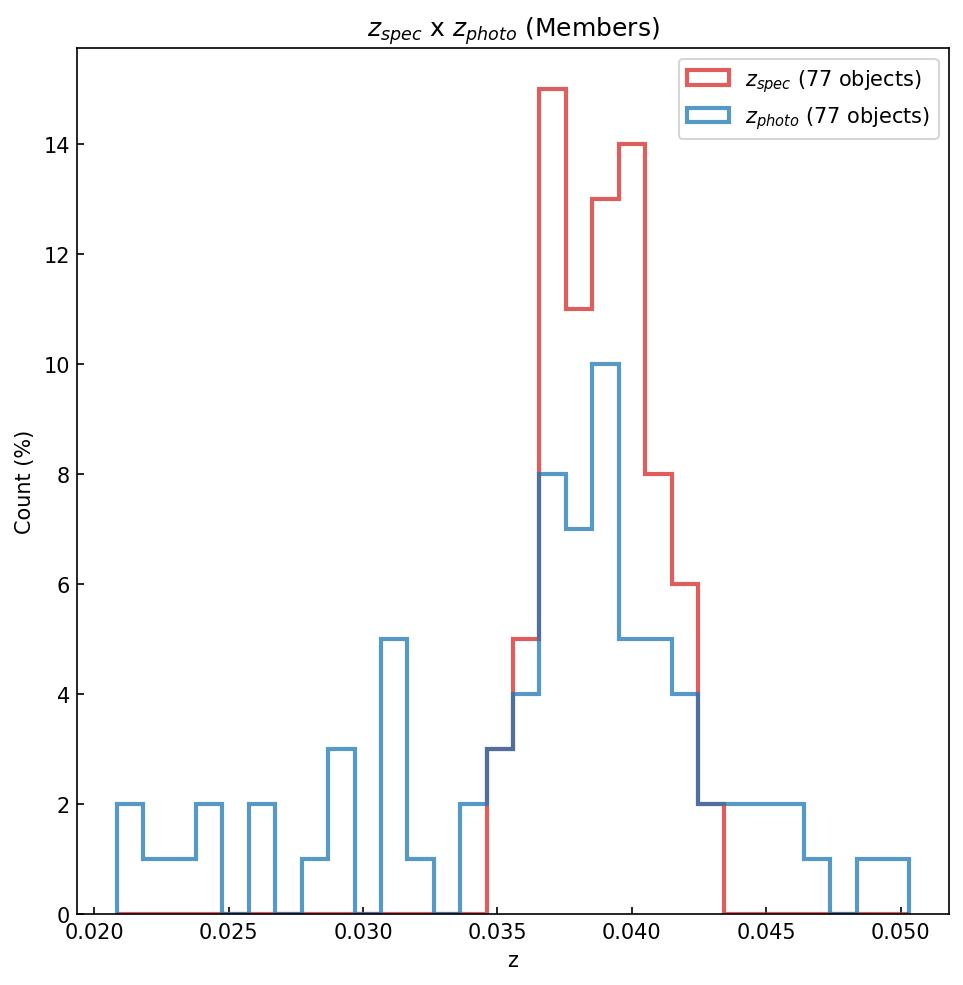 z_spec x z_photo (Members)
z_spec (77 objects)
z_photo (77 objects)
Count (%)
14
12
10
8
6
4
2
0
0.020 0.025 0.030 0.035 0.040 0.045 0.050
z